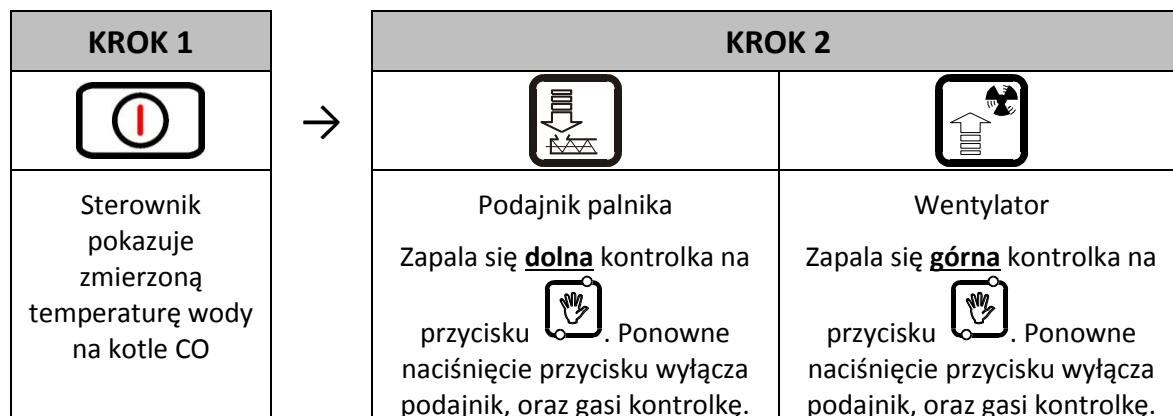 KROK 1
→
KROK 2
Sterownik
pokazuje
zmierzoną
temperaturę wody
na kotle CO
Podajnik palnika
Zapala się dolna kontrolka na
przycisku . Ponowne
naciśnięcie przycisku wyłącza
podajnik, oraz gasi kontrolkę.
Wentylator
Zapala się górna kontrolka na
przycisku . Ponowne
naciśnięcie przycisku wyłącza
podajnik, oraz gasi kontrolkę.